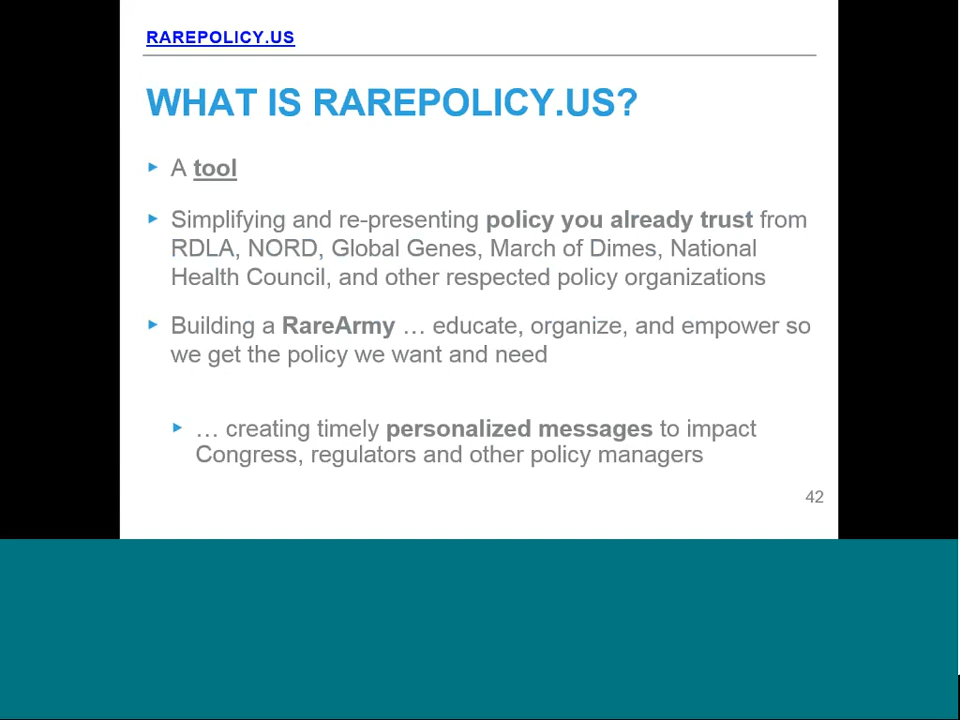 RAREPOLICY.US
WHAT IS RAREPOLICY.US?
▸ A tool
▸ Simplifying and re-presenting policy you already trust from
RDLA, NORD, Global Genes, March of Dimes, National
Health Council, and other respected policy organizations
▸ Building a RareArmy … educate, organize, and empower so
we get the policy we want and need
▸ … creating timely personalized messages to impact
Congress, regulators and other policy managers
42